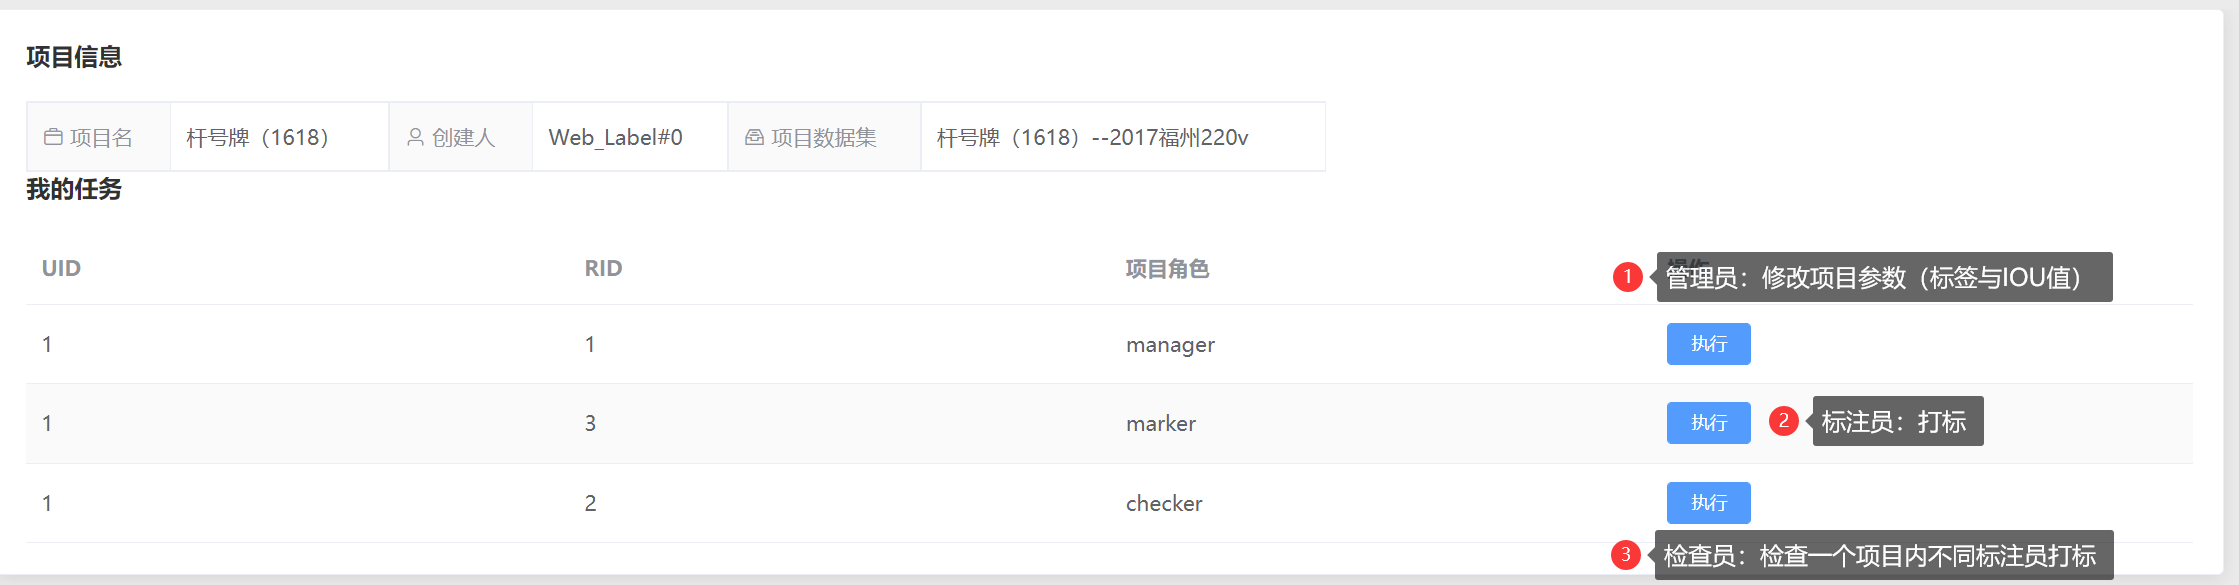 项目信息
项目名 杆号牌（1618） 创建人 Web_Label#0 项目数据集 杆号牌（1618）--2017福州220v
我的任务
UID RID 项目角色 操作
1 管理员：修改项目参数（标签与IOU值）
1 1 manager 执行
1 3 marker 执行 2 标注员：打标
1 2 checker 执行
3 检查员：检查一个项目内不同标注员打标